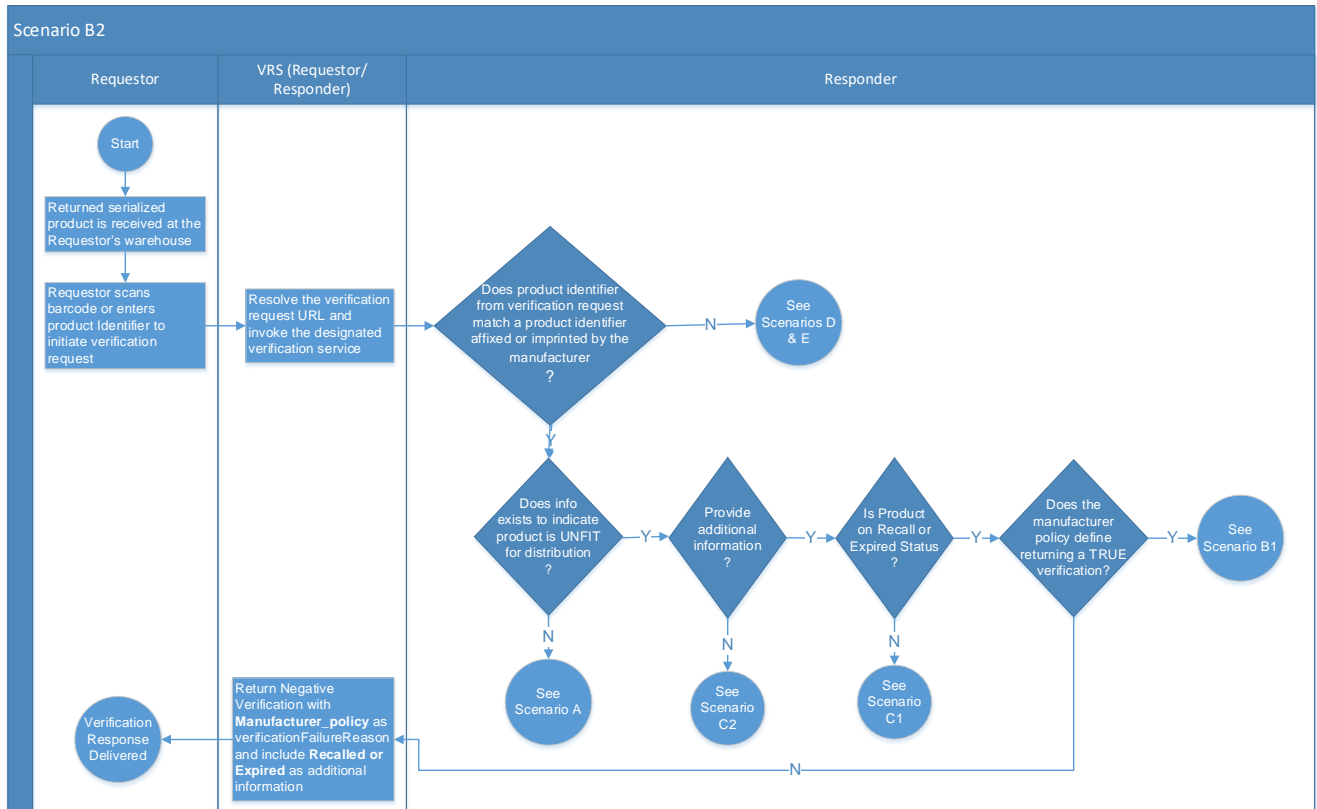 Scenario B2
Requestor
VRS (Requestor/
Responder)
Responder
Start
Returned serialized
product is received at the
Requestor's warehouse
Requestor scans
barcode or enters
product Identifier to
initiate verification
request
Resolve the verification
request URL and
invoke the designated
verification service
Does product identifier
from verification request
match a product identifier
affixed or imprinted by the
manufacturer
?
N
See
Scenarios D
& E
Y
Does info
exists to indicate
product is UNFIT
for distribution
?
Y
Provide
additional
information
?
Y
Is Product
on Recall or
Expired Status
?
Y
Does the
manufacturer
policy define
returning a TRUE
verification?
Y
See
Scenario B1
N
See
Scenario A
N
See
Scenario
C2
N
See
Scenario
C1
N
Return Negative
Verification with
Manufacturer_policy as
verificationFailureReason
and include Recalled or
Expired as additional
information
Verification
Response
Delivered